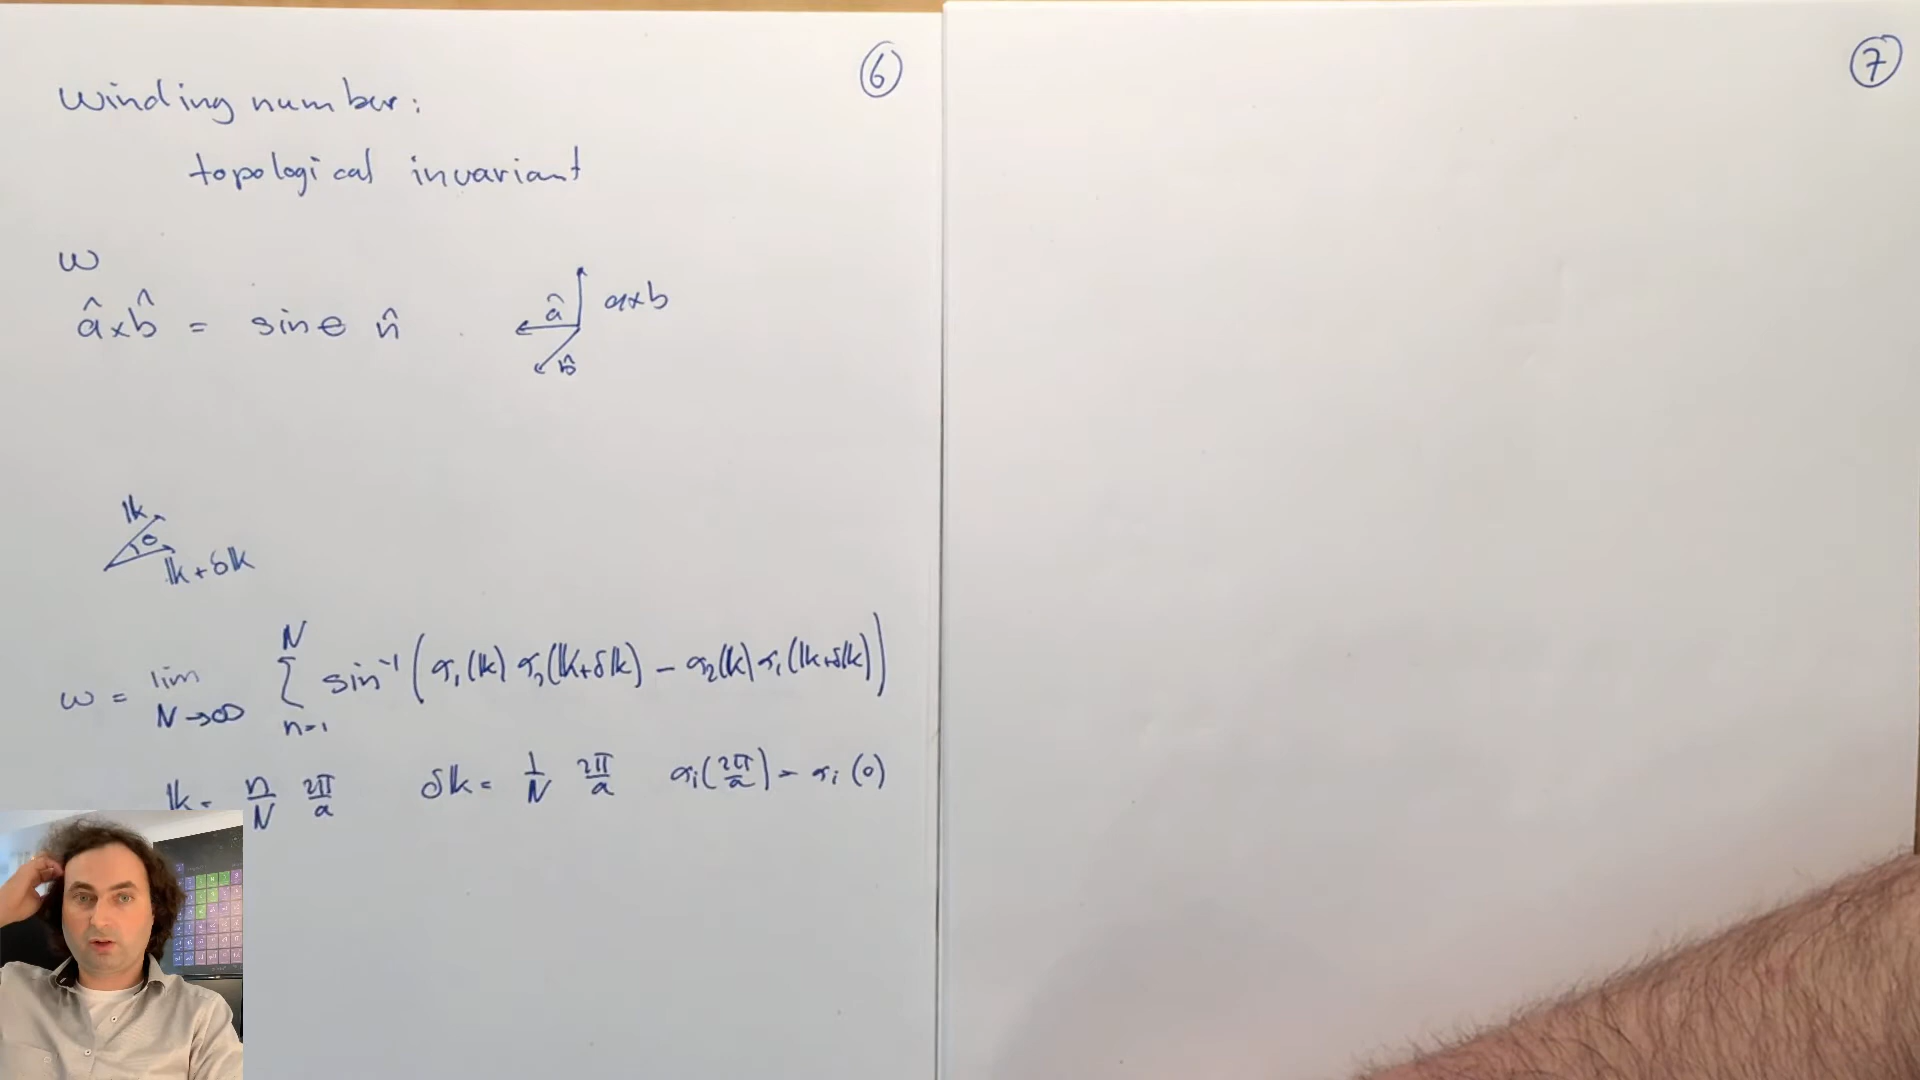 6
7
Winding number:
topological invariant
w
â × b̂ = sin θ n̂
â
a×b
b̂
k
θ
k+δk
w = lim N→∞ Σ n=1 N sin⁻¹(σ₁(k) σ₂(k+δk) − σ₂(k) σ₁(k+δk))
k = n/N 2π/a δk = 1/N 2π/a σᵢ(2π/a) = σᵢ(0)